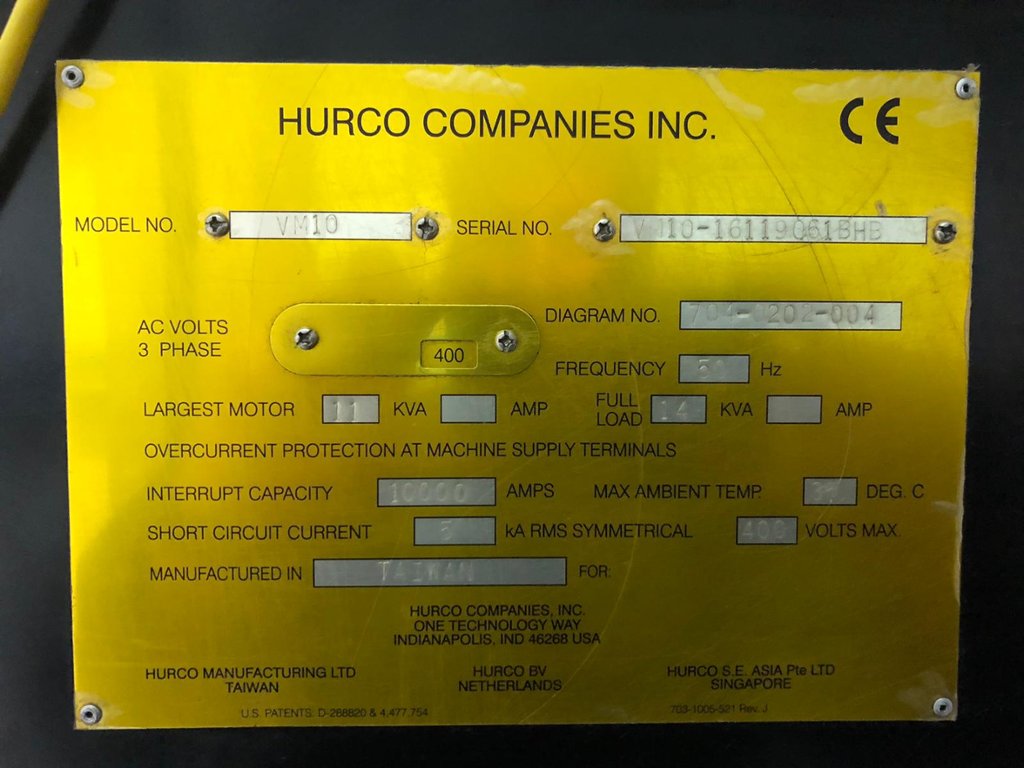 HURCO COMPANIES INC. CE
MODEL NO. VM10 SERIAL NO. VM10-16119061BHB
AC VOLTS
3 PHASE
400
DIAGRAM NO. 704-0202-004
FREQUENCY Hz
LARGEST MOTOR 11 KVA AMP
FULL LOAD 14 KVA AMP
OVERCURRENT PROTECTION AT MACHINE SUPPLY TERMINALS
INTERRUPT CAPACITY 10000 AMPS MAX AMBIENT TEMP. DEG. C
SHORT CIRCUIT CURRENT 5 kA RMS SYMMETRICAL VOLTS MAX.
MANUFACTURED IN TAIWAN FOR:
HURCO COMPANIES, INC.
ONE TECHNOLOGY WAY
INDIANAPOLIS, IND 46268 USA
HURCO MANUFACTURING LTD
TAIWAN
HURCO BV
NETHERLANDS
HURCO S.E. ASIA Pte LTD
SINGAPORE
U.S. PATENTS: D-288820 & 4,477,754
703-1005-521 Rev. J